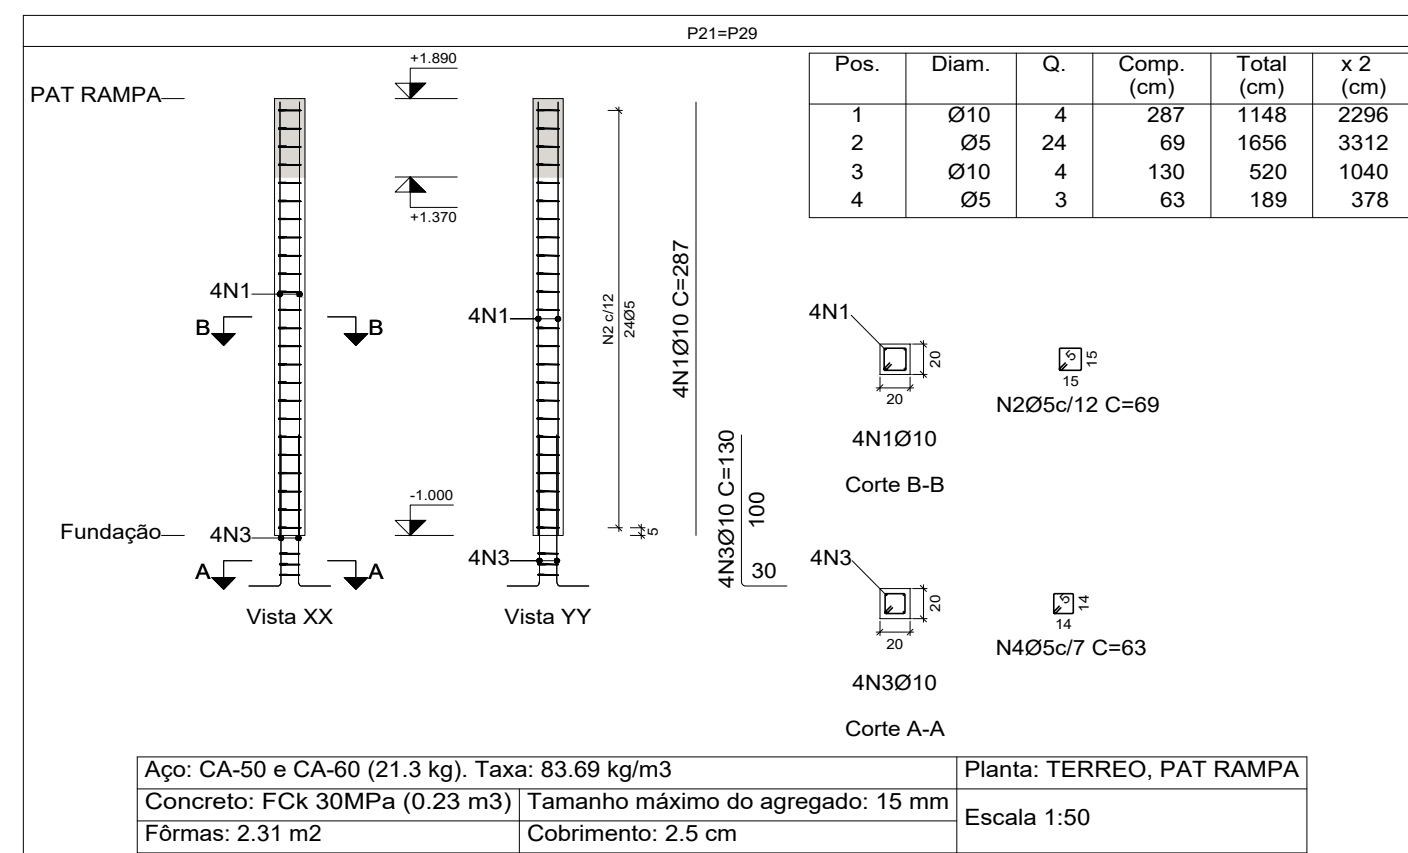 P21=P29
PAT RAMPA
+1.890
+1.370
4N1
B B
-1.000
Fundação
4N3
A A
Vista XX
4N1
4N3
Vista YY
N2 c/12
24Ø5
5
4N1Ø10 C=287
4N3Ø10 C=130
100
30
Pos. Diam. Q. Comp. (cm) Total (cm) x 2 (cm)
1 Ø10 4 287 1148 2296
2 Ø5 24 69 1656 3312
3 Ø10 4 130 520 1040
4 Ø5 3 63 189 378
4N1
20
20
4N1Ø10
Corte B-B
5
15
15
N2Ø5c/12 C=69
4N3
20
20
4N3Ø10
Corte A-A
5
14
14
N4Ø5c/7 C=63
Aço: CA-50 e CA-60 (21.3 kg). Taxa: 83.69 kg/m3
Planta: TERREO, PAT RAMPA
Concreto: FCk 30MPa (0.23 m3)
Tamanho máximo do agregado: 15 mm
Escala 1:50
Fôrmas: 2.31 m2
Cobrimento: 2.5 cm